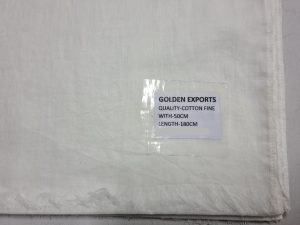 GOLDEN EXPORTS
QUALITY-COTTON FINE
WITH-50CM
LENGTH-180CM